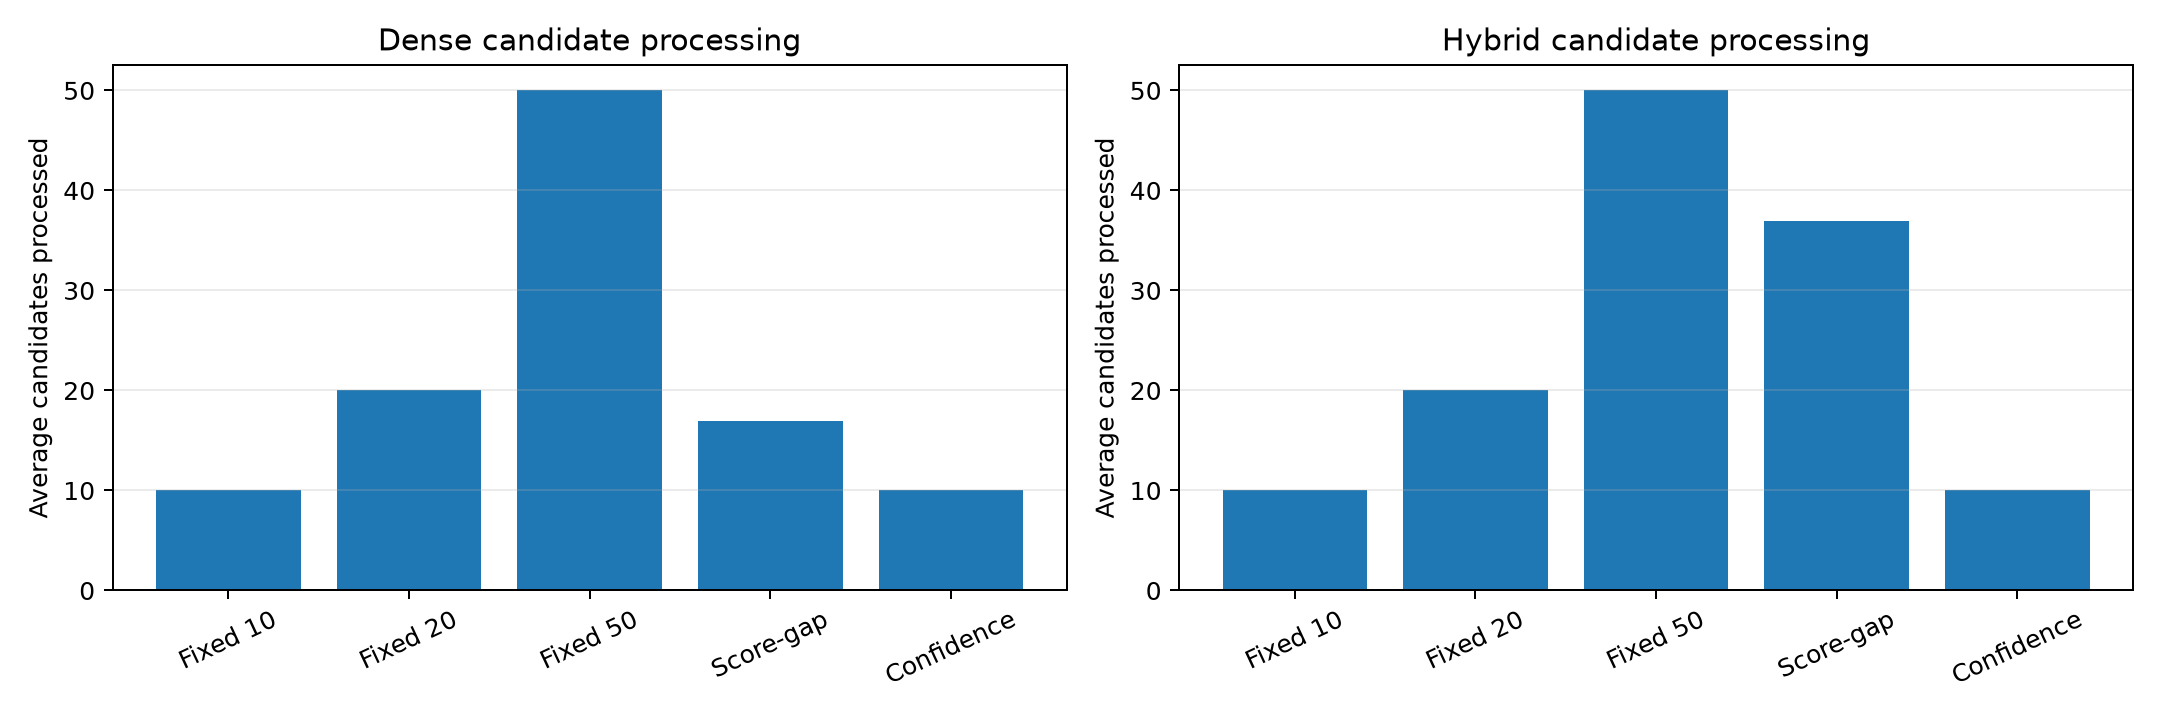 Dense candidate processing
Average candidates processed
50
40
30
20
10
0
Fixed 10
Fixed 20
Fixed 50
Score-gap
Confidence
Hybrid candidate processing
Average candidates processed
50
40
30
20
10
0
Fixed 10
Fixed 20
Fixed 50
Score-gap
Confidence